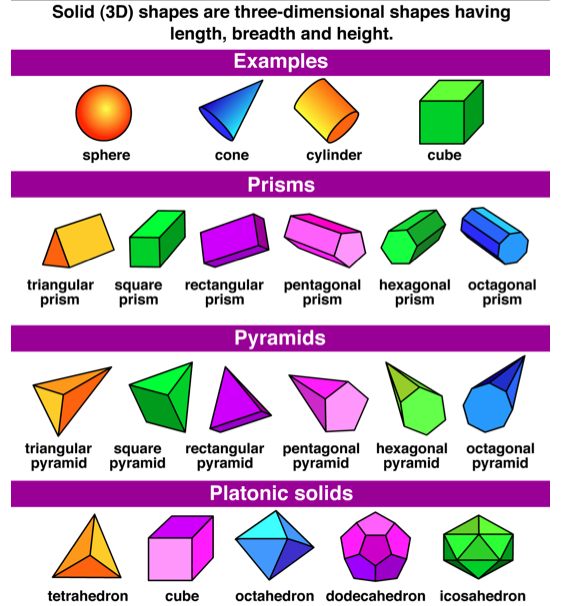 Solid (3D) shapes are three-dimensional shapes having
length, breadth and height.
Examples
sphere cone cylinder cube
Prisms
triangular square rectangular pentagonal hexagonal octagonal
prism prism prism prism prism prism
Pyramids
triangular square rectangular pentagonal hexagonal octagonal
pyramid pyramid pyramid pyramid pyramid pyramid
Platonic solids
tetrahedron cube octahedron dodecahedron icosahedron